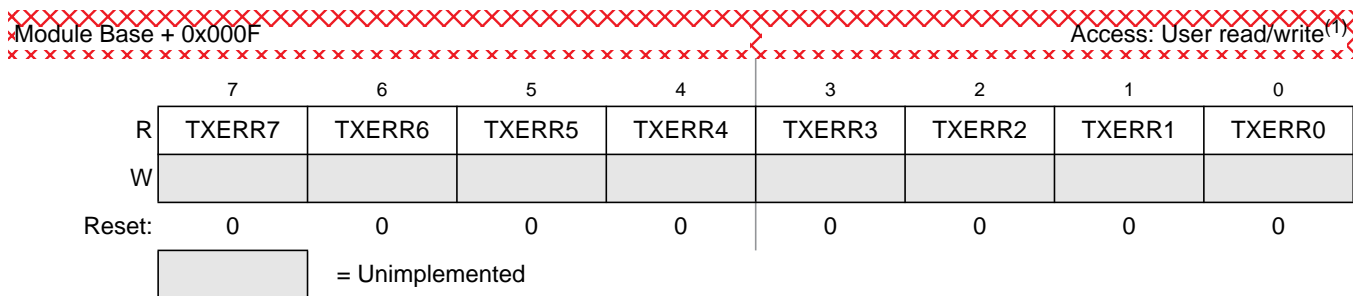 Module Base + 0x000F Access: User read/write(1)
7 6 5 4 3 2 1 0
R TXERR7 TXERR6 TXERR5 TXERR4 TXERR3 TXERR2 TXERR1 TXERR0
W
Reset: 0 0 0 0 0 0 0 0
= Unimplemented